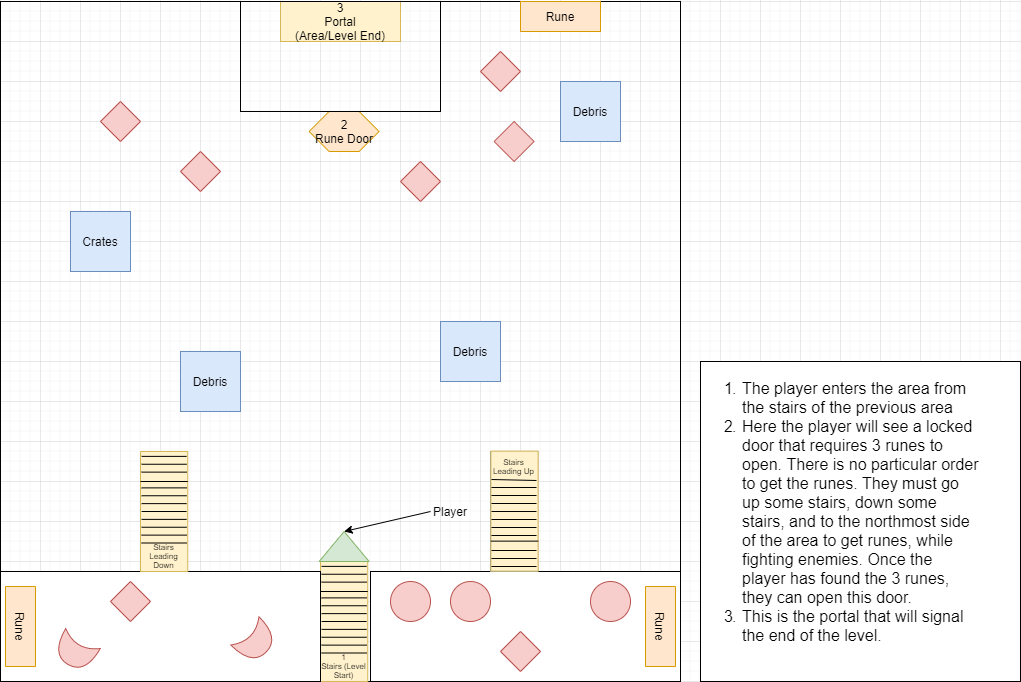 3
Portal
(Area/Level End)
Rune
Debris
2
Rune Door
Crates
Debris
Debris
Stairs
Leading Up
Player
Stairs
Leading
Down
Rune
Rune
1
Stairs (Level
Start)
1. The player enters the area from
the stairs of the previous area
2. Here the player will see a locked
door that requires 3 runes to
open. There is no particular order
to get the runes. They must go
up some stairs, down some
stairs, and to the northmost side
of the area to get runes, while
fighting enemies. Once the
player has found the 3 runes,
they can open this door.
3. This is the portal that will signal
the end of the level.